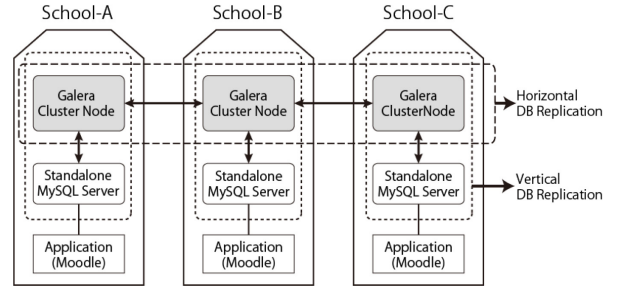 School-A
School-B
School-C
Galera
Cluster Node
Galera
Cluster Node
Galera
ClusterNode
Horizontal
DB Replication
Standalone
MySQL Server
Standalone
MySQL Server
Standalone
MySQL Server
Vertical
DB Replication
Application
(Moodle)
Application
(Moodle)
Application
(Moodle)